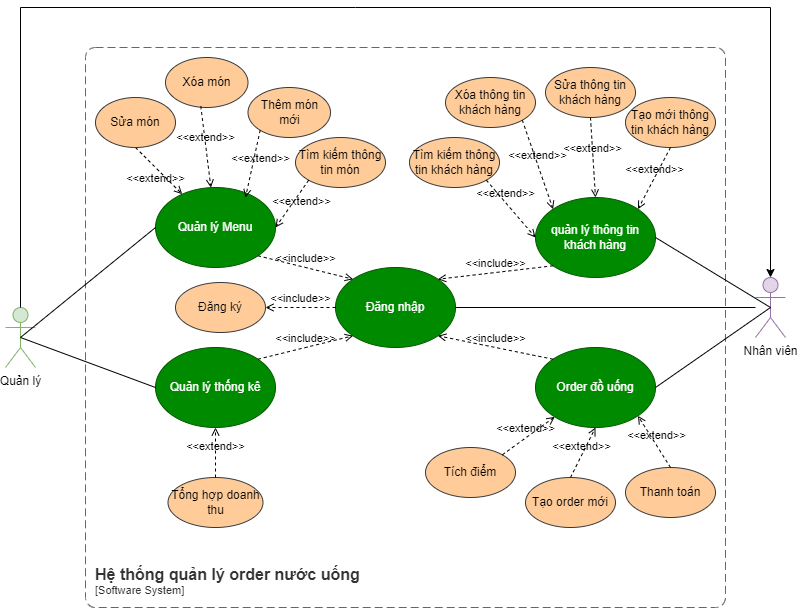 Xóa món
Sửa món
Thêm món
mới
Tìm kiếm thông
tin món
<<extend>>
<<extend>>
<<extend>>
<<extend>>
Quản lý Menu
Xóa thông tin
khách hàng
Sửa thông tin
khách hàng
Tạo mới thông
tin khách hàng
Tìm kiếm thông
tin khách hàng
<<extend>>
<<extend>>
<<extend>>
<<extend>>
quản lý thông tin
khách hàng
<<include>>
<<include>>
Đăng ký
<<include>>
Đăng nhập
Quản lý
Nhân viên
<<include>>
<<include>>
Quản lý thống kê
Order đồ uống
<<extend>>
<<extend>>
<<extend>>
<<extend>>
Tổng hợp doanh
thu
Tích điểm
Tạo order mới
Thanh toán
Hệ thống quản lý order nước uống
[Software System]